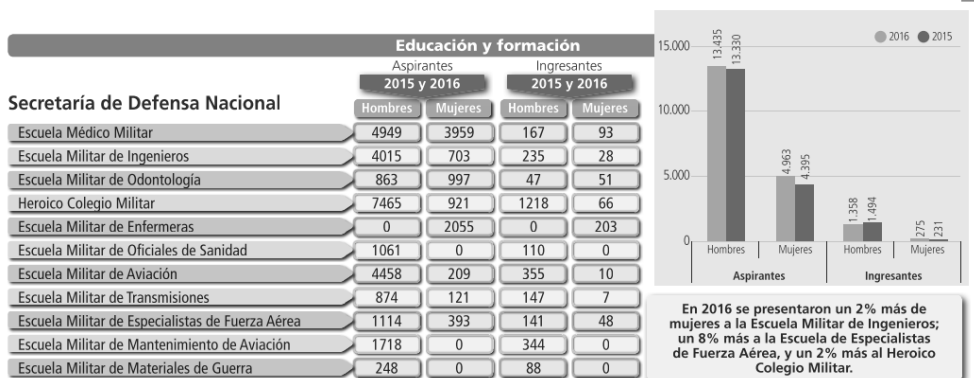 Educación y formación
Aspirantes Ingresantes
2015 y 2016 2015 y 2016
Secretaría de Defensa Nacional Hombres Mujeres Hombres Mujeres
Escuela Médico Militar 4949 3959 167 93
Escuela Militar de Ingenieros 4015 703 235 28
Escuela Militar de Odontología 863 997 47 51
Heroico Colegio Militar 7465 921 1218 66
Escuela Militar de Enfermeras 0 2055 0 203
Escuela Militar de Oficiales de Sanidad 1061 0 110 0
Escuela Militar de Aviación 4458 209 355 10
Escuela Militar de Transmisiones 874 121 147 7
Escuela Militar de Especialistas de Fuerza Aérea 1114 393 141 48
Escuela Militar de Mantenimiento de Aviación 1718 0 344 0
Escuela Militar de Materiales de Guerra 248 0 88 0
2016 2015
15.000
10.000
5.000
0
13.435 13.330 4.963 4.395 1.358 1.494 275 231
Hombres Mujeres Hombres Mujeres
Aspirantes Ingresantes
En 2016 se presentaron un 2% más de
mujeres a la Escuela Militar de Ingenieros;
un 8% más a la Escuela de Especialistas
de Fuerza Aérea, y un 2% más al Heroico
Colegio Militar.